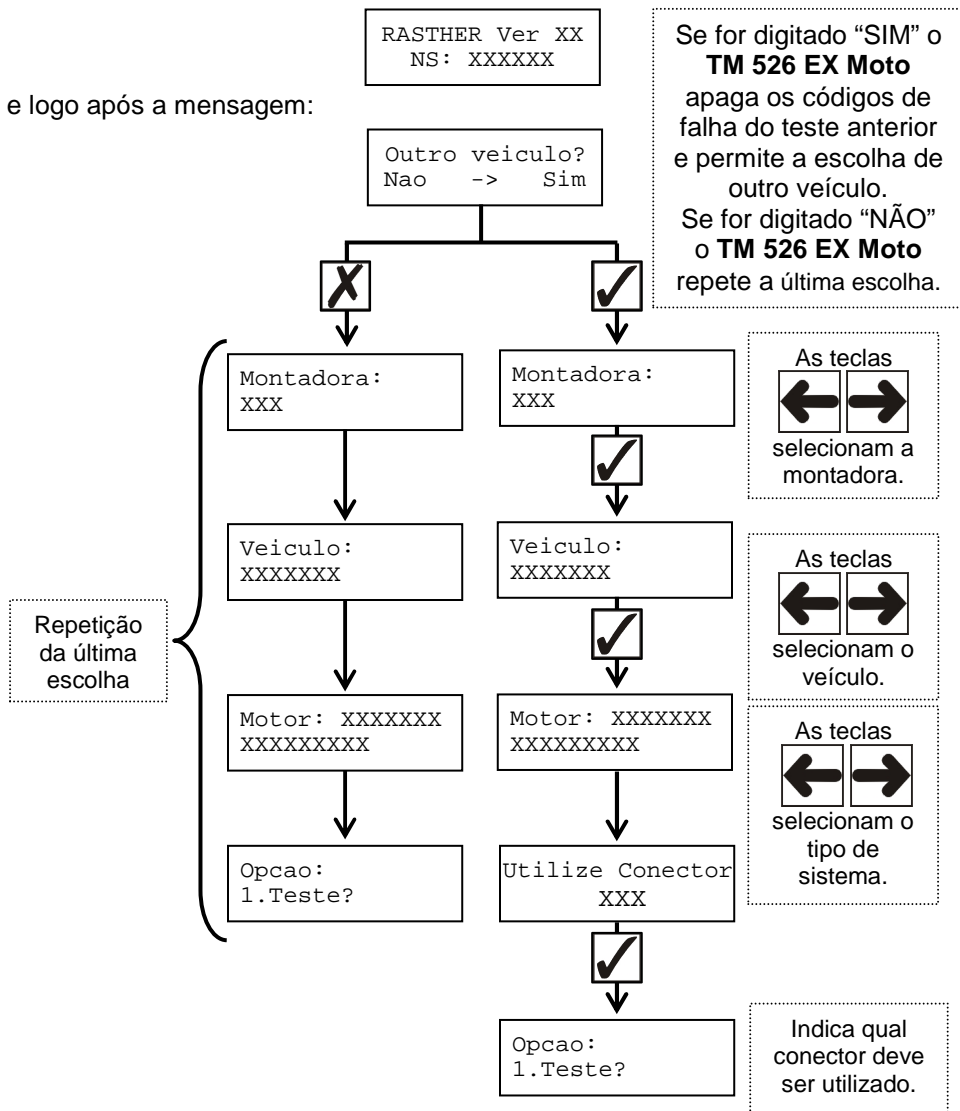 RASTHER Ver XX
NS: XXXXXX
Se for digitado “SIM” o
TM 526 EX Moto
apaga os códigos de
falha do teste anterior
e permite a escolha de
outro veículo.
Se for digitado “NÃO”
o TM 526 EX Moto
repete a última escolha.
e logo após a mensagem:
Outro veiculo?
Nao -> Sim
Montadora:
XXX
Montadora:
XXX
As teclas
selecionam a
montadora.
Veiculo:
XXXXXXX
Veiculo:
XXXXXXX
As teclas
selecionam o
veículo.
Repetição
da última
escolha
Motor: XXXXXXX
XXXXXXXXX
Motor: XXXXXXX
XXXXXXXXX
As teclas
selecionam o
tipo de
sistema.
Opcao:
1.Teste?
Utilize Conector
XXX
Opcao:
1.Teste?
Indica qual
conector deve
ser utilizado.